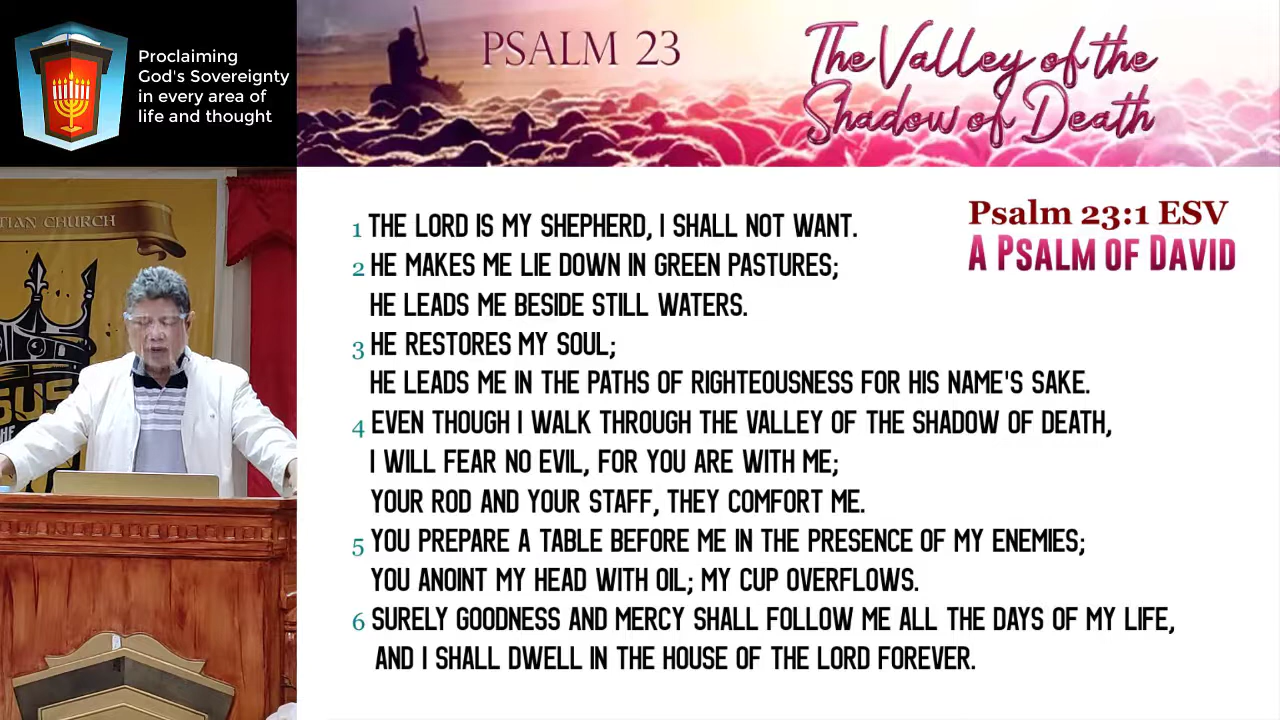 Proclaiming
God's Sovereignty
in every area of
life and thought
PSALM 23
The Valley of the
Shadow of Death
TIAN CHURCH
Psalm 23:1 ESV
A PSALM OF DAVID
1 THE LORD IS MY SHEPHERD, I SHALL NOT WANT.
2 HE MAKES ME LIE DOWN IN GREEN PASTURES;
HE LEADS ME BESIDE STILL WATERS.
3 HE RESTORES MY SOUL;
HE LEADS ME IN THE PATHS OF RIGHTEOUSNESS FOR HIS NAME'S SAKE.
4 EVEN THOUGH I WALK THROUGH THE VALLEY OF THE SHADOW OF DEATH,
I WILL FEAR NO EVIL, FOR YOU ARE WITH ME;
YOUR ROD AND YOUR STAFF, THEY COMFORT ME.
5 YOU PREPARE A TABLE BEFORE ME IN THE PRESENCE OF MY ENEMIES;
YOU ANOINT MY HEAD WITH OIL; MY CUP OVERFLOWS.
6 SURELY GOODNESS AND MERCY SHALL FOLLOW ME ALL THE DAYS OF MY LIFE,
AND I SHALL DWELL IN THE HOUSE OF THE LORD FOREVER.